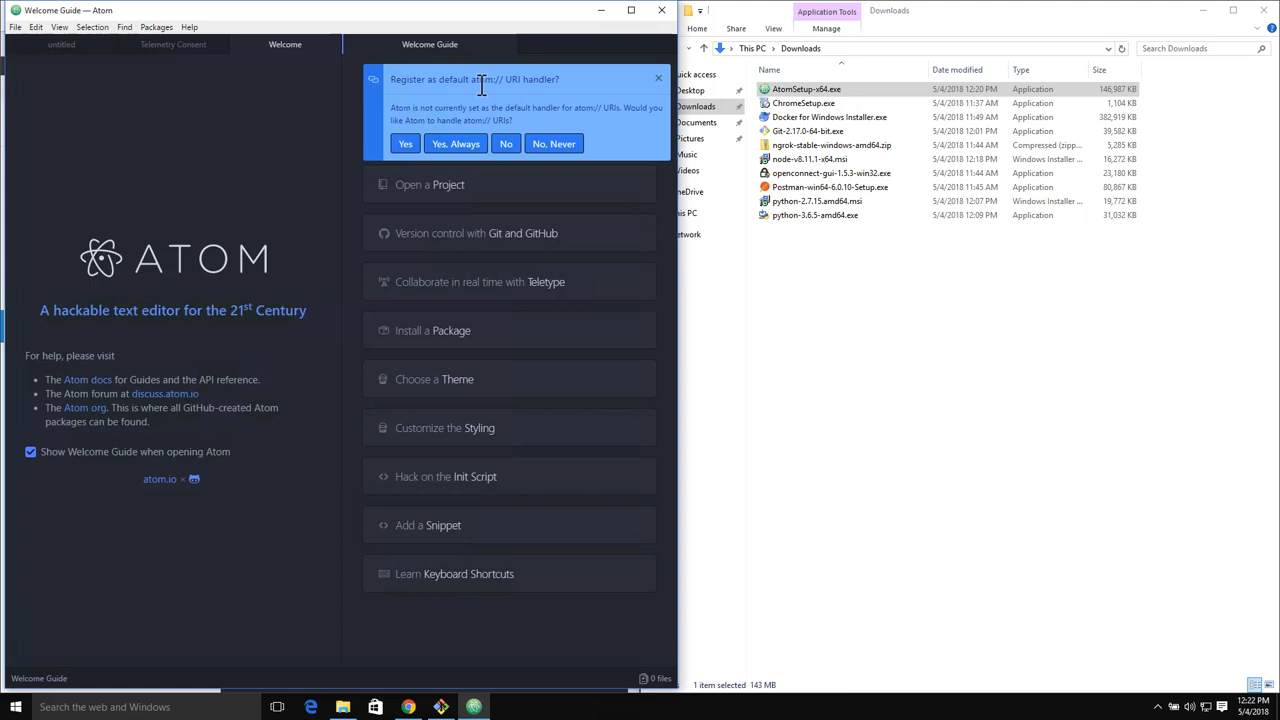 Welcome Guide — Atom
File Edit View Selection Find Packages Help
untitled
Telemetry Consent
Welcome
Welcome Guide
Register as default atom:// URI handler?
Atom is not currently set as the default handler for atom:// URIs. Would you
like Atom to handle atom:// URIs?
Yes
Yes, Always
No
No, Never
Open a Project
Version control with Git and GitHub
Collaborate in real time with Teletype
Install a Package
Choose a Theme
Customize the Styling
Hack on the Init Script
Add a Snippet
Learn Keyboard Shortcuts
ATOM
A hackable text editor for the 21st Century
For help, please visit
The Atom docs for Guides and the API reference.
The Atom forum at discuss.atom.io
The Atom org. This is where all GitHub-created Atom
packages can be found.
Show Welcome Guide when opening Atom
atom.io ×
Welcome Guide
0 files
Application Tools
Downloads
Home Share View Manage
This PC > Downloads
Search Downloads
uick access
Desktop
Downloads
Documents
Pictures
Music
Videos
neDrive
his PC
etwork
Name Date modified Type Size
AtomSetup-x64.exe 5/4/2018 12:20 PM Application 146,987 KB
ChromeSetup.exe 5/4/2018 11:37 AM Application 1,104 KB
Docker for Windows Installer.exe 5/4/2018 11:49 AM Application 382,919 KB
Git-2.17.0-64-bit.exe 5/4/2018 12:01 PM Application 39,582 KB
ngrok-stable-windows-amd64.zip 5/4/2018 12:15 PM Compressed (zipp... 5,399 KB
node-v8.11.1-x64.msi 5/4/2018 11:47 AM Windows Installer ... 16,272 KB
openconnect-gui-1.5.3-win32.exe 5/4/2018 11:44 AM Application 23,180 KB
Postman-win64-6.0.10-Setup.exe 5/4/2018 11:45 AM Application 80,867 KB
python-2.7.15.amd64.msi 5/4/2018 12:07 PM Windows Installer ... 19,772 KB
python-3.6.5-amd64.exe 5/4/2018 12:09 PM Application 31,032 KB
1 item selected 143 MB
Search the web and Windows
12:22 PM
5/4/2018